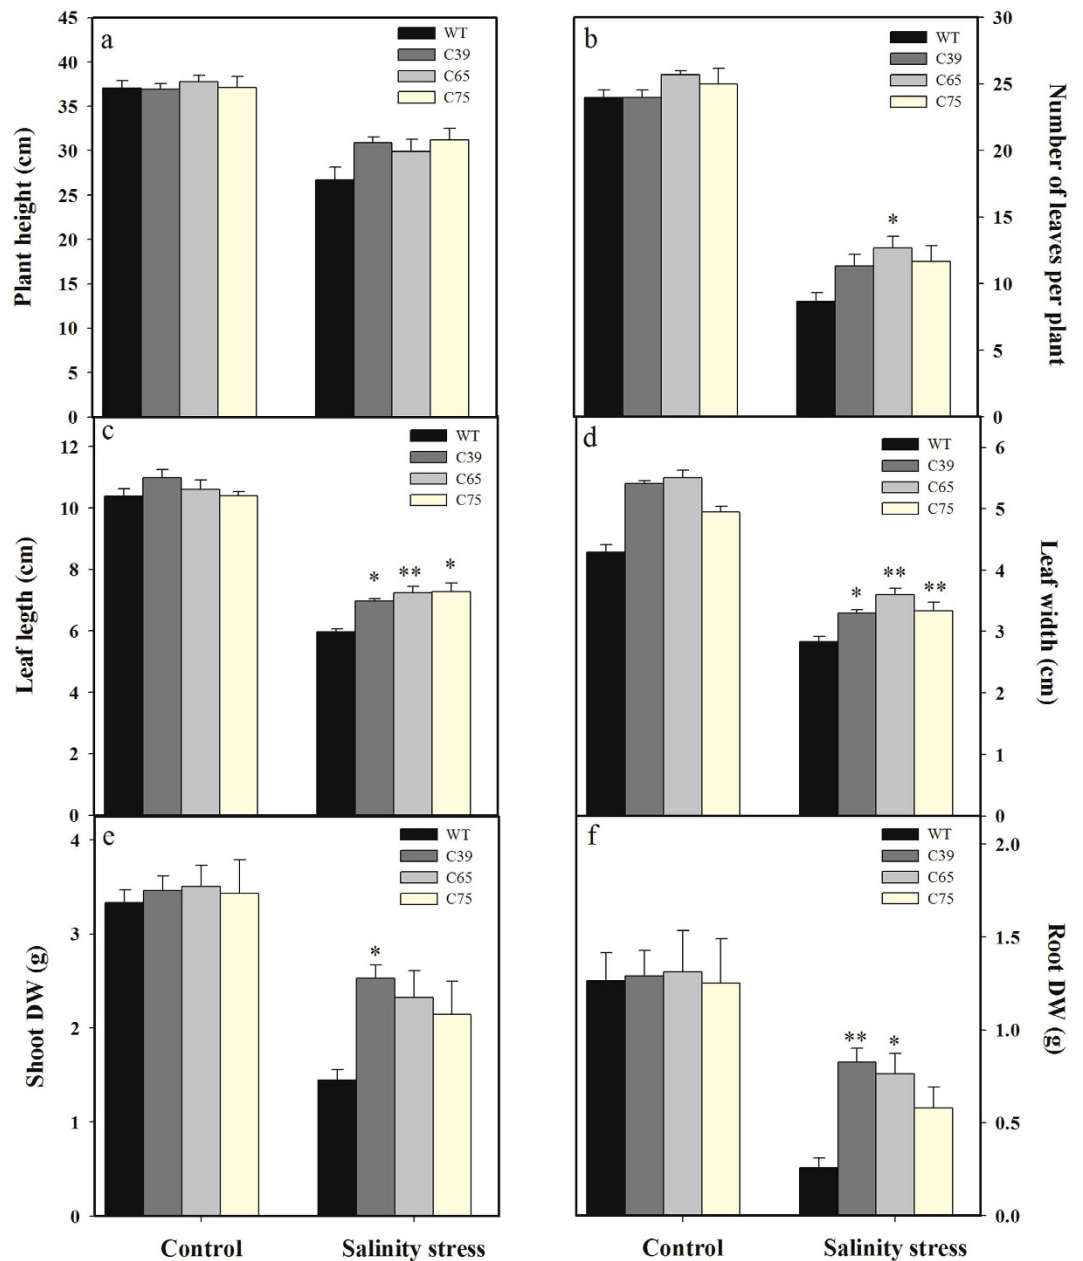 a
WT
C39
C65
C75
45
40
35
30
25
20
15
10
5
0
Plant height (cm)
b
WT
C39
C65
C75
*
30
25
20
15
10
5
0
Number of leaves per plant
c
WT
C39
C65
C75
* ** *
12
10
8
6
4
2
0
Leaf legth (cm)
d
WT
C39
C65
C75
* ** **
6
5
4
3
2
1
0
Leaf width (cm)
e
WT
C39
C65
C75
*
4
3
2
1
0
Shoot DW (g)
f
WT
C39
C65
C75
** *
2.0
1.5
1.0
0.5
0.0
Root DW (g)
Control Salinity stress
Control Salinity stress